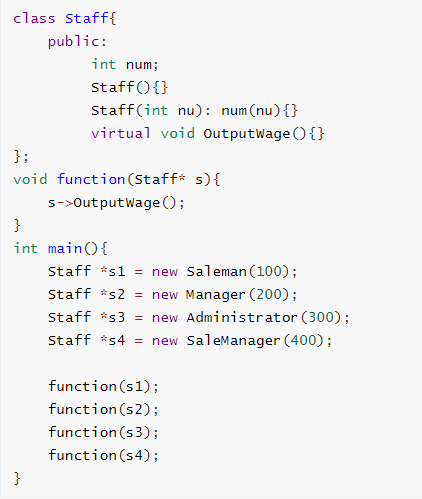 class Staff{
    public:
         int num;
         Staff(){}
         Staff(int nu): num(nu){}
         virtual void OutputWage(){}
};
void function(Staff* s){
    s->OutputWage();
}
int main(){
    Staff *s1 = new Saleman(100);
    Staff *s2 = new Manager(200);
    Staff *s3 = new Administrator(300);
    Staff *s4 = new SaleManager(400);

    function(s1);
    function(s2);
    function(s3);
    function(s4);
}